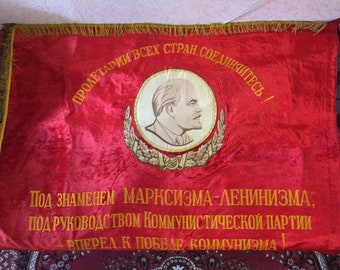 ПРОЛЕТАРИИ ВСЕХ СТРАН, СОЕДИНЯЙТЕСЬ!
ПОД ЗНАМЕНЕМ МАРКСИЗМА-ЛЕНИНИЗМА,
ПОД РУКОВОДСТВОМ КОММУНИСТИЧЕСКОЙ ПАРТИИ
ВПЕРЕД К ПОБЕДЕ КОММУНИЗМА!